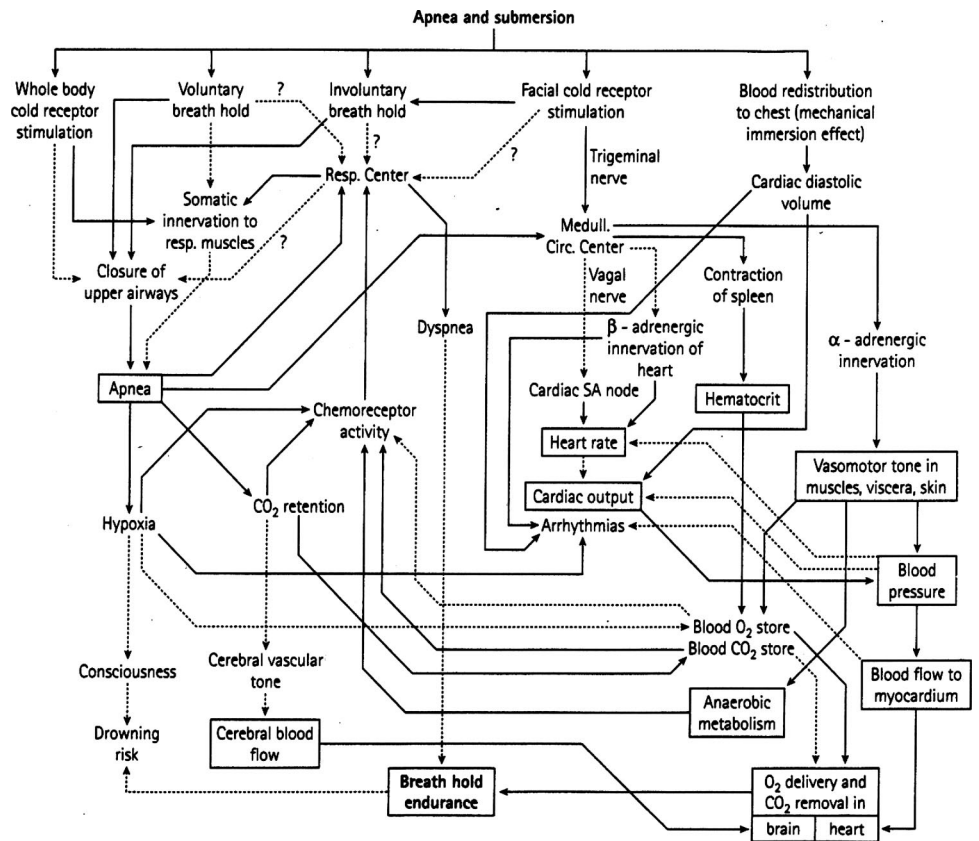 Apnea and submersion
Whole body
cold receptor
stimulation
Voluntary
breath hold
?
Involuntary
breath hold
?
Facial cold receptor
stimulation
?
Blood redistribution
to chest (mechanical
immersion effect)
Resp. Center
Trigeminal
nerve
Cardiac diastolic
volume
Somatic
innervation to
resp. muscles
?
Medull.
Circ. Center
Closure of
upper airways
Vagal
nerve
Contraction
of spleen
Dyspnea
β - adrenergic
innervation of
heart
α - adrenergic
innervation
Apnea
Cardiac SA node
Hematocrit
Chemoreceptor
activity
Heart rate
Vasomotor tone in
muscles, viscera, skin
CO₂ retention
Cardiac output
Hypoxia
Arrhythmias
Blood
pressure
Blood O₂ store
Blood CO₂ store
Consciousness
Cerebral vascular
tone
Blood flow to
myocardium
Anaerobic
metabolism
Drowning
risk
Cerebral blood
flow
Breath hold
endurance
O₂ delivery and
CO₂ removal in
brain
heart